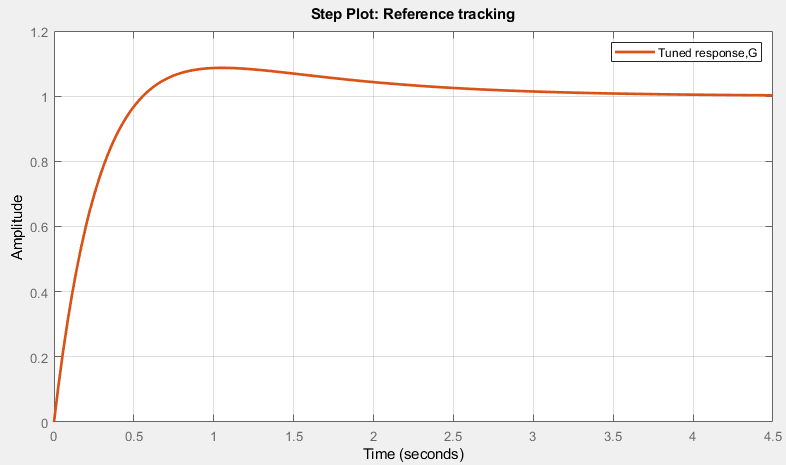 Step Plot: Reference tracking
Tuned response,G
Amplitude
1.2
1
0.8
0.6
0.4
0.2
0
0 0.5 1 1.5 2 2.5 3 3.5 4 4.5
Time (seconds)